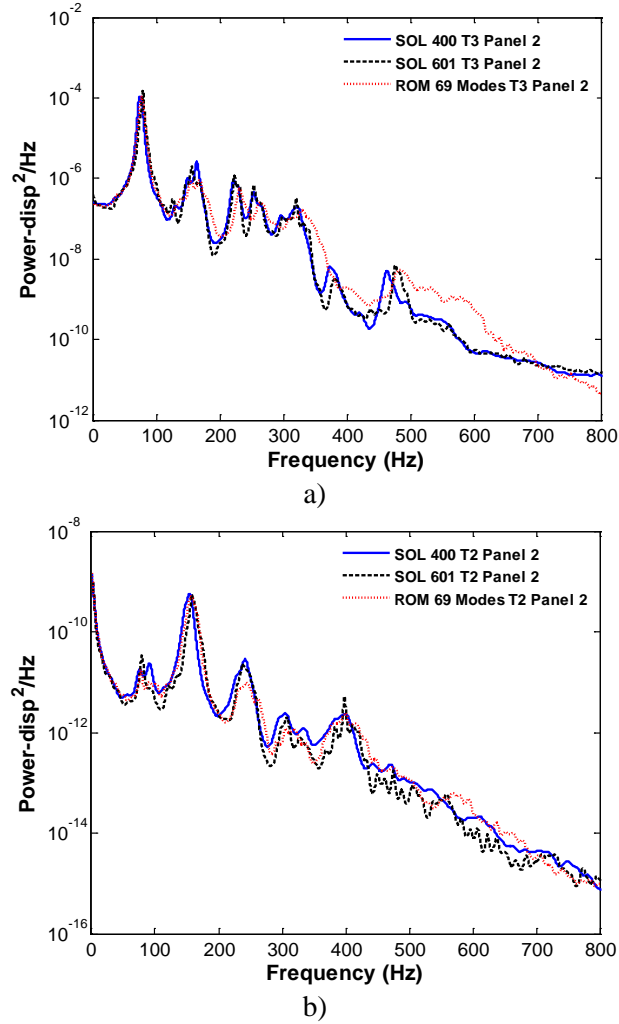 a)
10⁻²
SOL 400 T3 Panel 2
SOL 601 T3 Panel 2
ROM 69 Modes T3 Panel 2
10⁻⁴
10⁻⁶
10⁻⁸
10⁻¹⁰
10⁻¹²
Power-disp²/Hz
0 100 200 300 400 500 600 700 800
Frequency (Hz)
a)
10⁻⁸
SOL 400 T2 Panel 2
SOL 601 T2 Panel 2
ROM 69 Modes T2 Panel 2
10⁻¹⁰
10⁻¹²
10⁻¹⁴
10⁻¹⁶
Power-disp²/Hz
0 100 200 300 400 500 600 700 800
Frequency (Hz)
b)